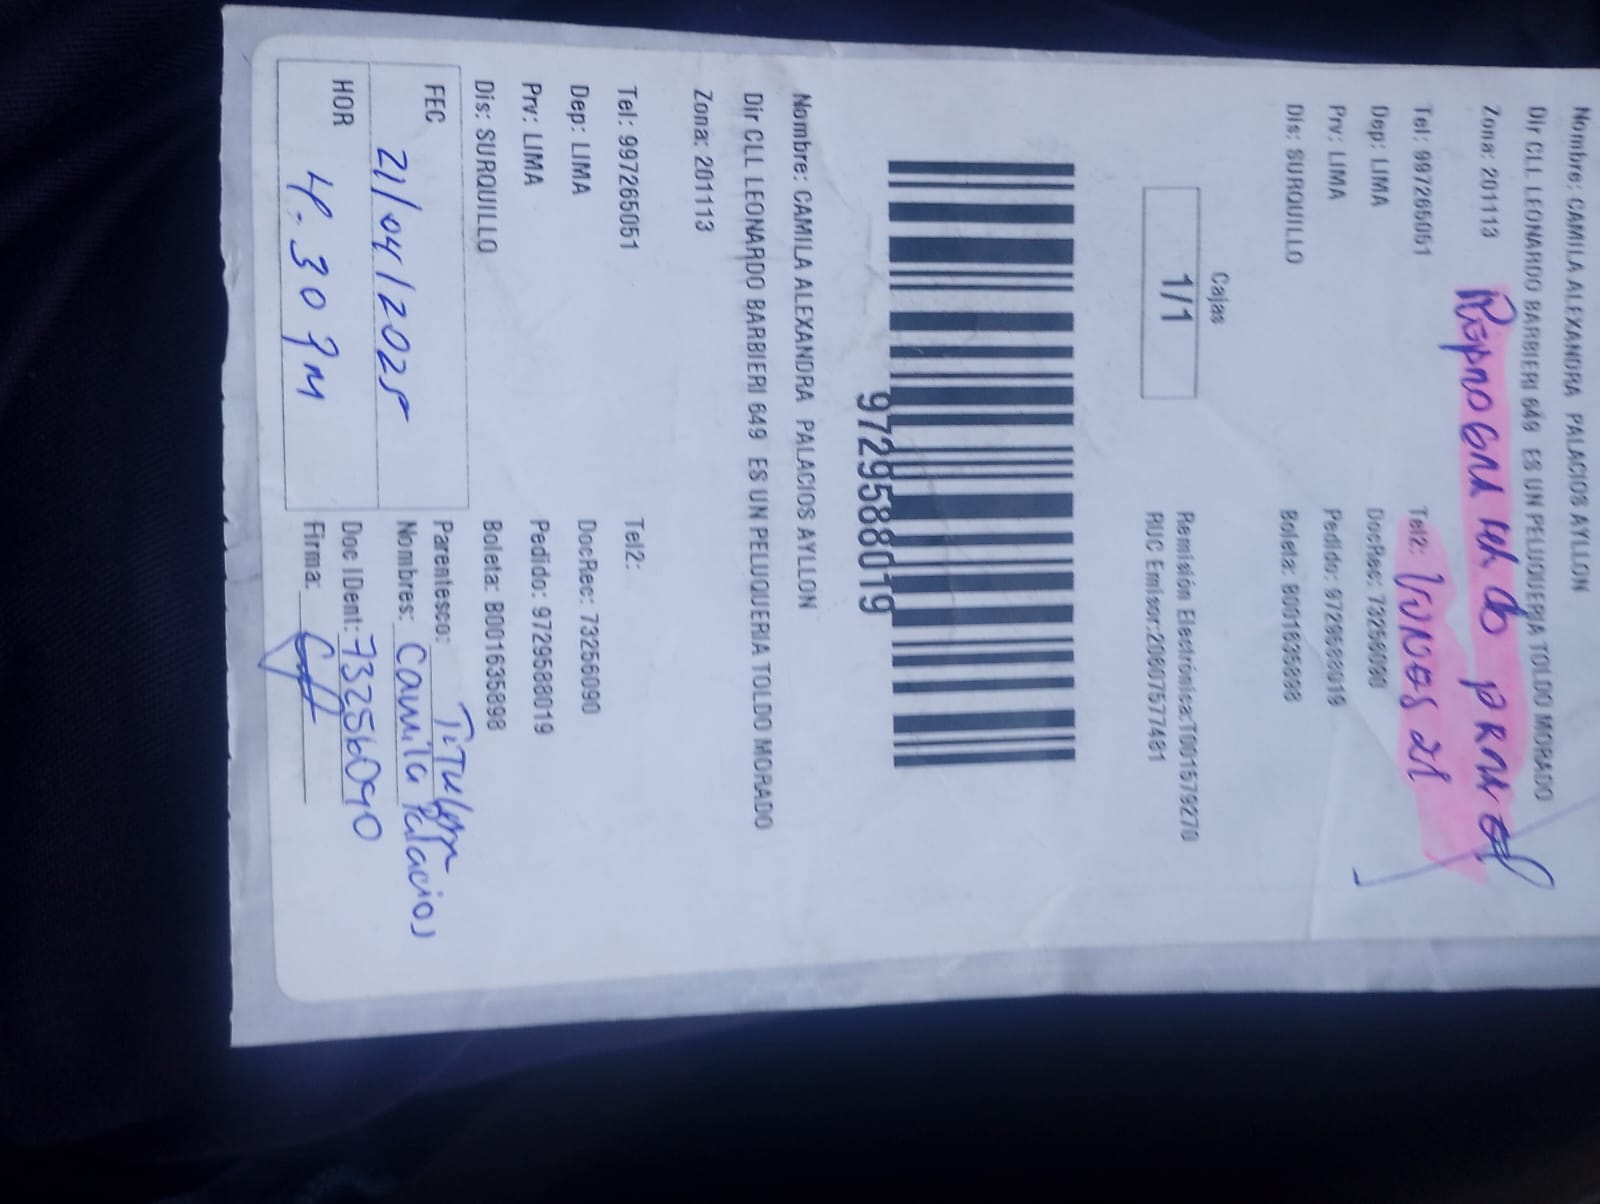 Nombre: CAMILA ALEXANDRA PALACIOS AYLLON
Dir CLL LEONARDO BARBIERI 649 ES UN PELUQUERIA TOLDO MORADO
Zona: 201113
Tel: 997265051 Tel2: 21
Dep: LIMA DocRec: 73256090
Prv: LIMA Pedido: 9729588019
Dis: SURQUILLO Boleta: B001635898
Cajas
1/1
Remisión Electrónica:T001579270
RUC Emisor:20607577481
9729588019
Nombre: CAMILA ALEXANDRA PALACIOS AYLLON
Dir CLL LEONARDO BARBIERI 649 ES UN PELUQUERIA TOLDO MORADO
Zona: 201113
Tel: 997265051 Tel2:
Dep: LIMA DocRec: 73256090
Prv: LIMA Pedido: 9729588019
Dis: SURQUILLO Boleta: B001635898
FEC 21/04/2025
HOR 4.30 PM
Parentesco: Titular
Nombres: Camila Palacios
Doc IDent: 73256090
Firma: